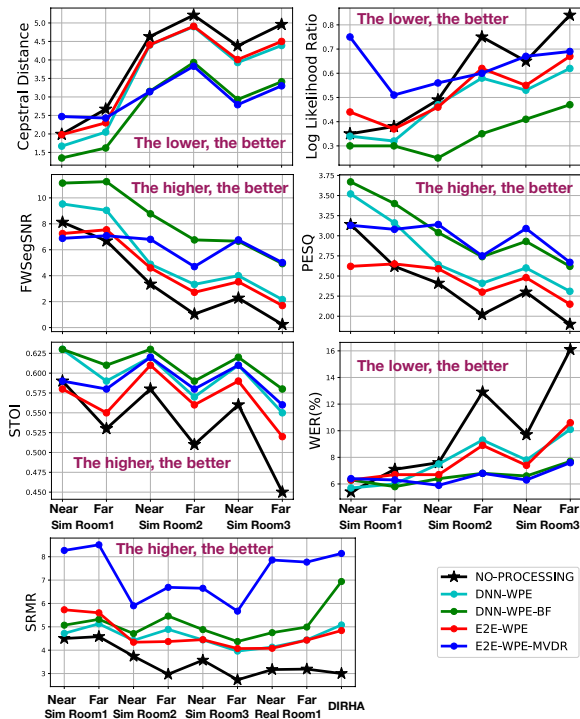 Cepstral Distance
5.0
4.5
4.0
3.5
3.0
2.5
2.0
1.5
The lower, the better
Log Likelihood Ratio
0.8
0.7
0.6
0.5
0.4
0.3
The lower, the better
FWSegSNR
10
8
6
4
2
0
The higher, the better
PESQ
3.75
3.50
3.25
3.00
2.75
2.50
2.25
2.00
The higher, the better
STOI
0.625
0.600
0.575
0.550
0.525
0.500
0.475
0.450
The higher, the better
Near Far Near Far Near Far
Sim Room1 Sim Room2 Sim Room3
WER(%)
16
14
12
10
8
6
The lower, the better
Near Far Near Far Near Far
Sim Room1 Sim Room2 Sim Room3
SRMR
8
7
6
5
4
3
The higher, the better
Near Far Near Far Near Far Near Far DIRHA
Sim Room1 Sim Room2 Sim Room3 Real Room1
NO-PROCESSING
DNN-WPE
DNN-WPE-BF
E2E-WPE
E2E-WPE-MVDR